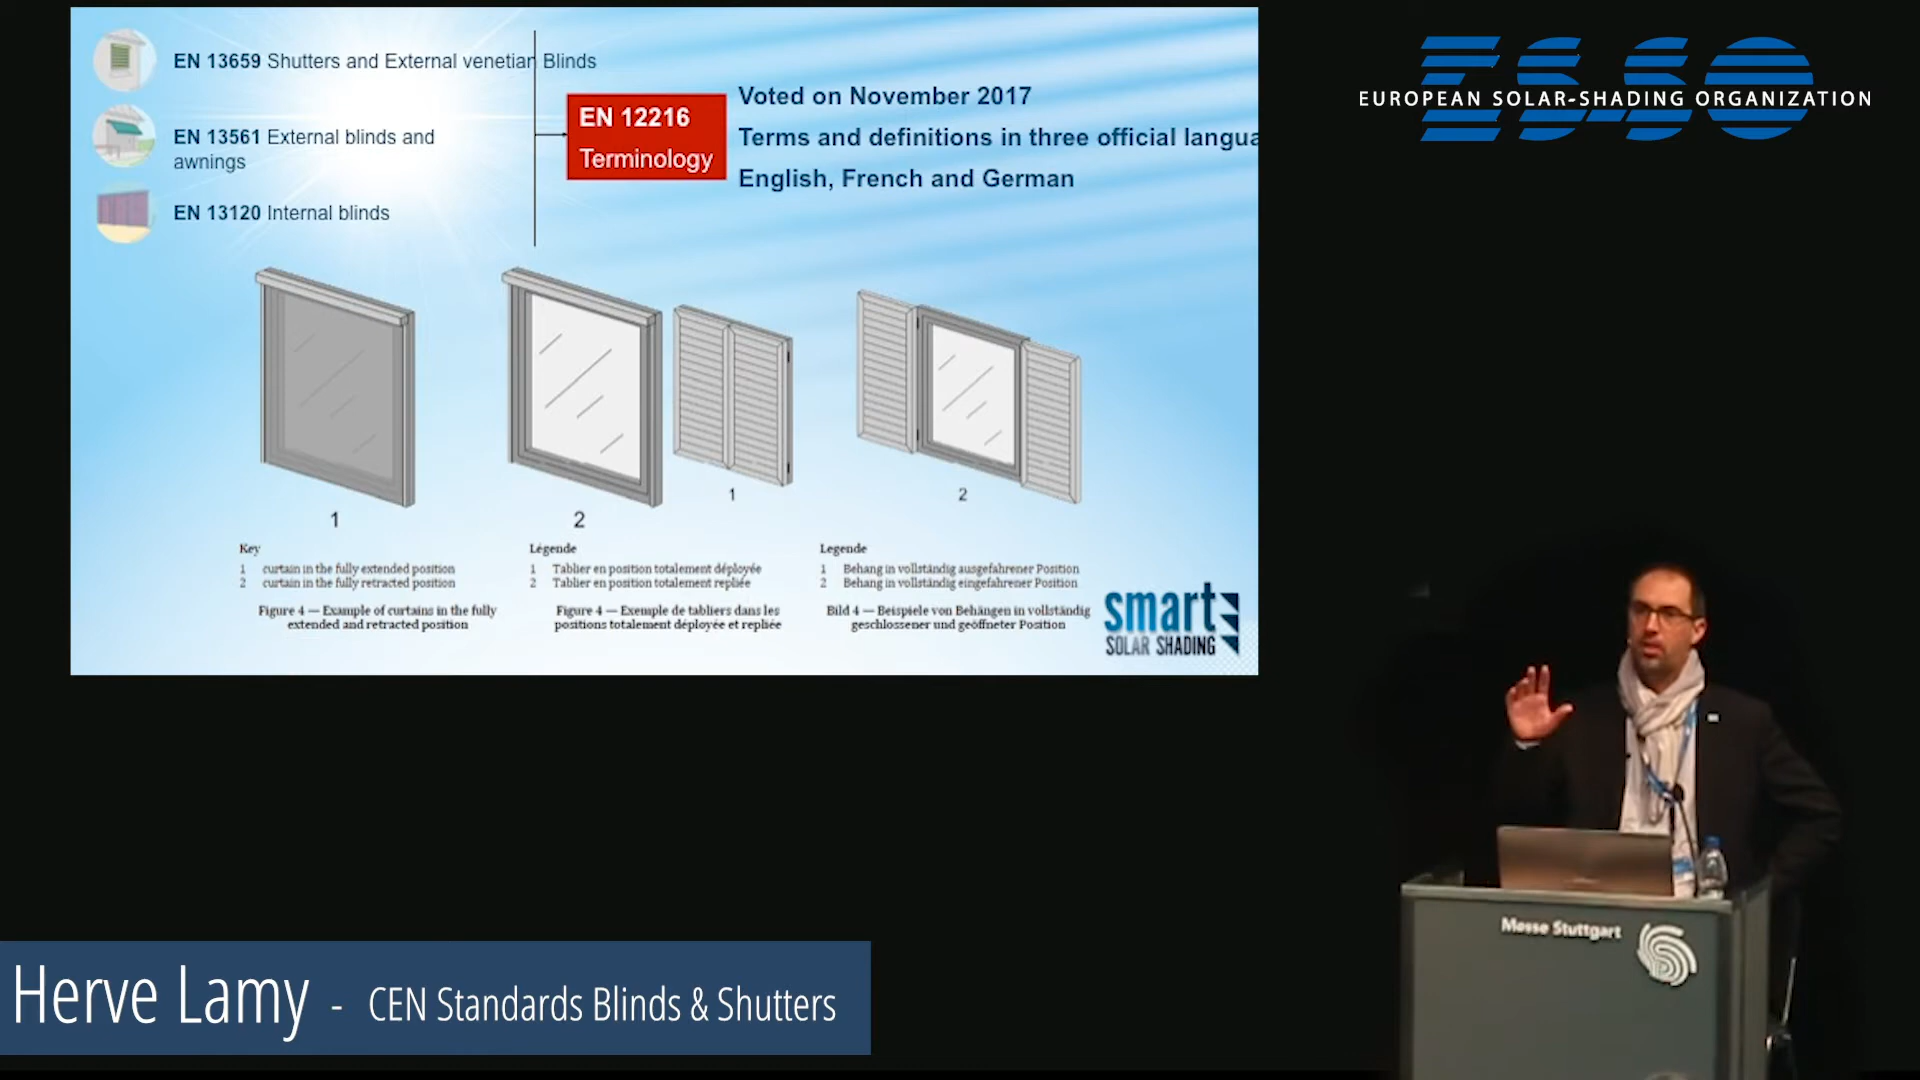 EN 13659 Shutters and External venetian Blinds
EN 13561 External blinds and
awnings
EN 13120 Internal blinds
EN 12216
Terminology
Voted on November 2017
Terms and definitions in three official langua
English, French and German
1
2
1
2
Key
1 curtain in the fully extended position
2 curtain in the fully retracted position
Figure 4 — Example of curtains in the fully
extended and retracted position
Légende
1 Tablier en position totalement déployée
2 Tablier en position totalement repliée
Figure 4 — Exemple de tabliers dans les
positions totalement déployée et repliée
Legende
1 Behang in vollständig ausgefahrener Position
2 Behang in vollständig eingefahrener Position
Bild 4 — Beispiele von Behängen in vollständig
geschlossener und geöffneter Position
smart
SOLAR SHADING
ESSO
EUROPEAN SOLAR-SHADING ORGANIZATION
Messe Stuttgart
Herve Lamy - CEN Standards Blinds & Shutters